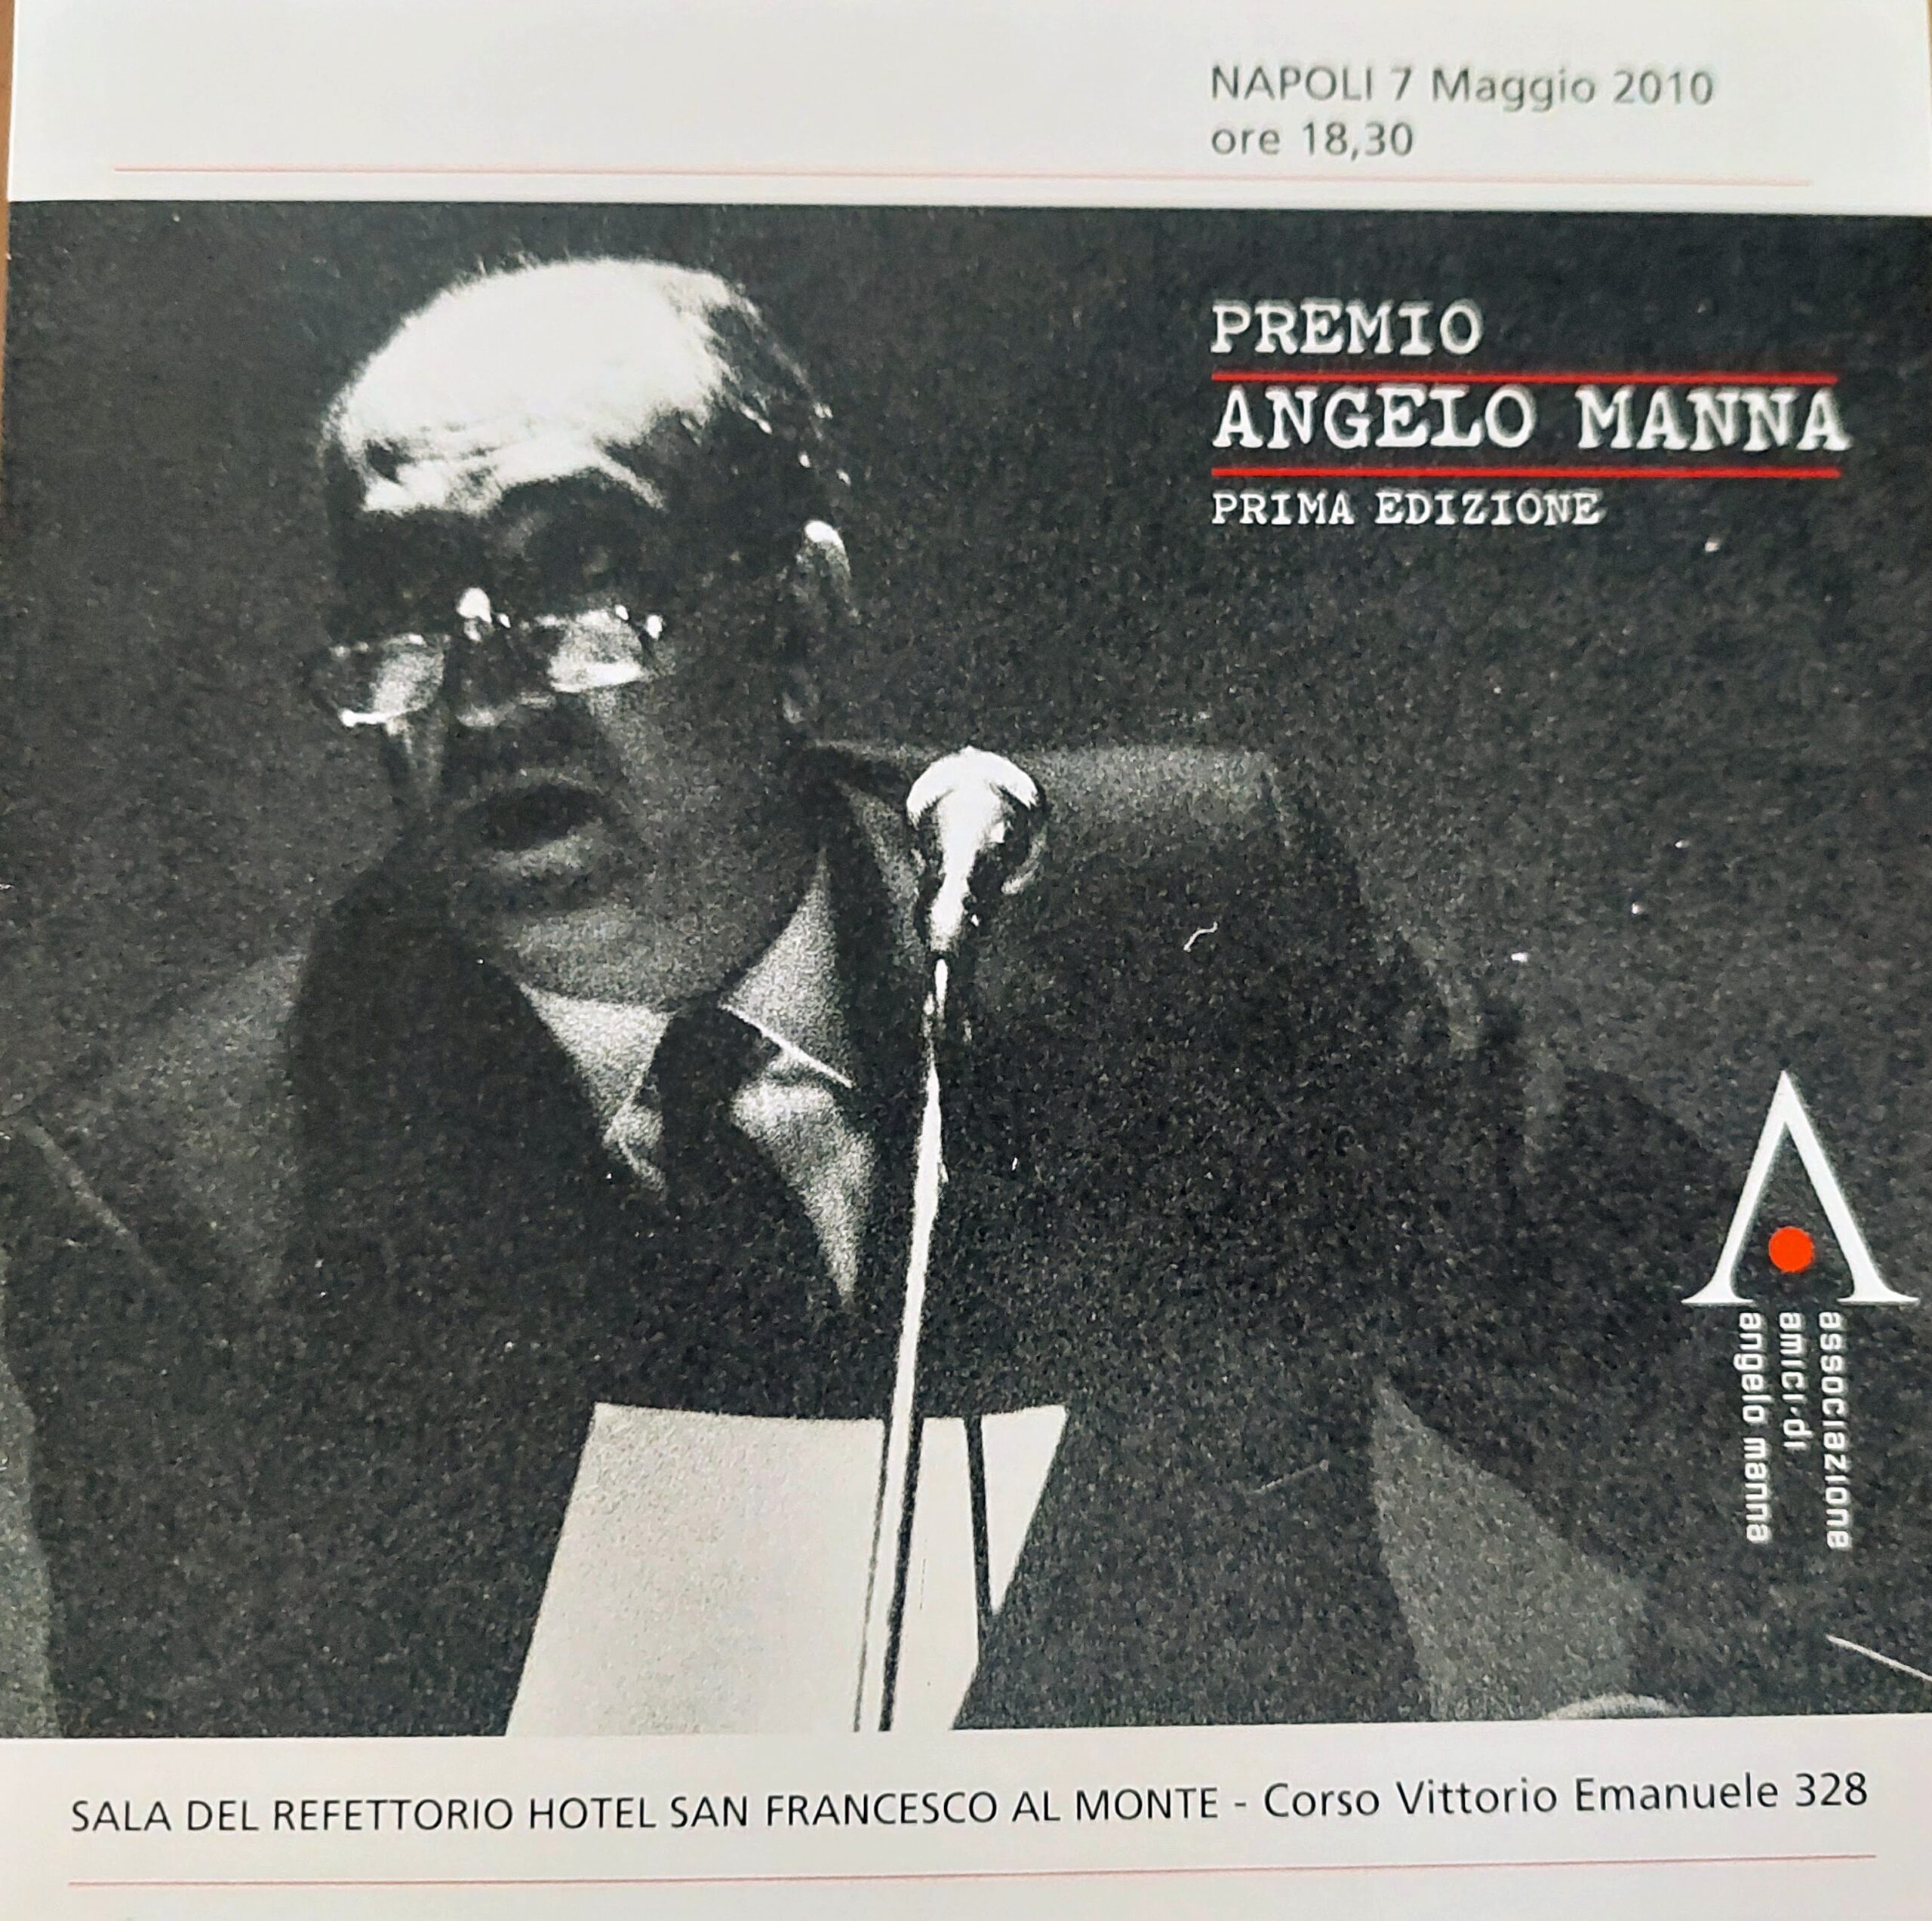 NAPOLI 7 Maggio 2010
ore 18,30
PREMIO
ANGELO MANNA
PRIMA EDIZIONE
associazione
amici·di
angelo manna
SALA DEL REFETTORIO HOTEL SAN FRANCESCO AL MONTE - Corso Vittorio Emanuele 328